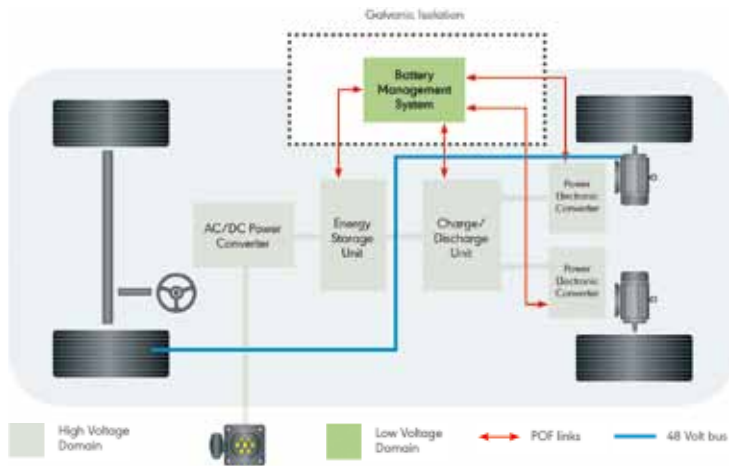 Galvanic Isolation
Battery
Management
System
AC/DC Power
Converter
Energy
Storage
Unit
Charge/
Discharge
Unit
Power
Electronic
Converter
Power
Electronic
Converter
High Voltage
Domain
Low Voltage
Domain
POF links
48 Volt bus